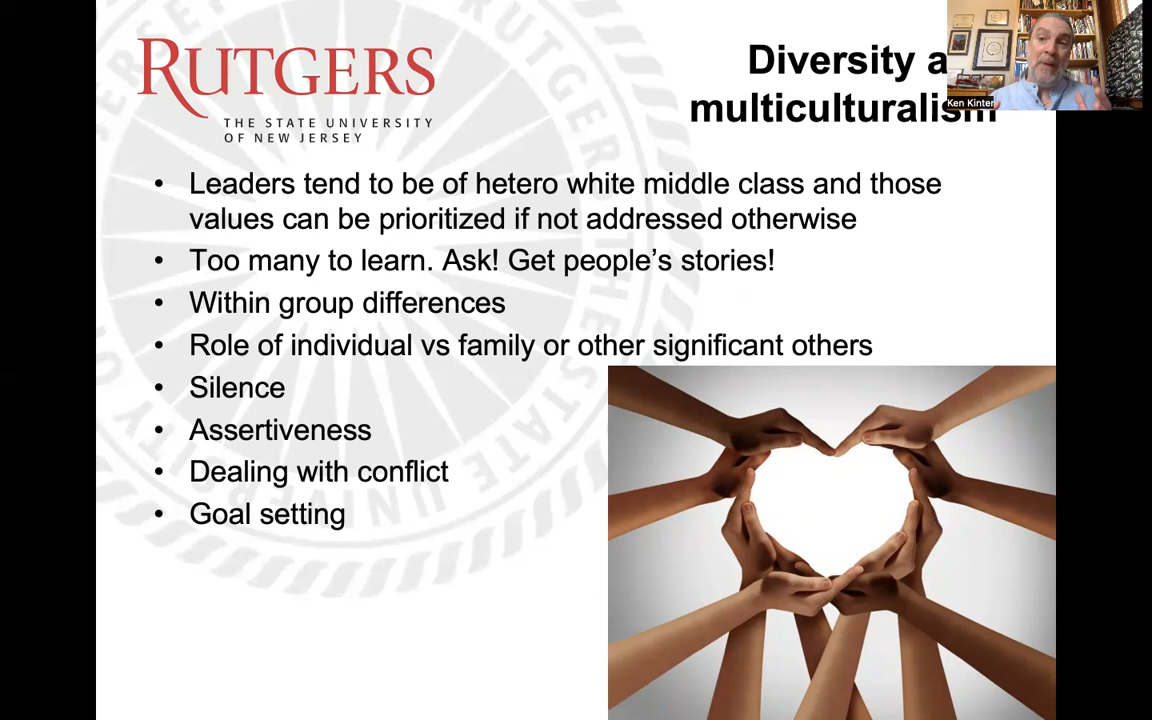 RUTGERS
THE STATE UNIVERSITY
OF NEW JERSEY
Diversity a
multiculturalism
Ken Kinter
• Leaders tend to be of hetero white middle class and those
values can be prioritized if not addressed otherwise
• Too many to learn. Ask! Get people’s stories!
• Within group differences
• Role of individual vs family or other significant others
• Silence
• Assertiveness
• Dealing with conflict
• Goal setting